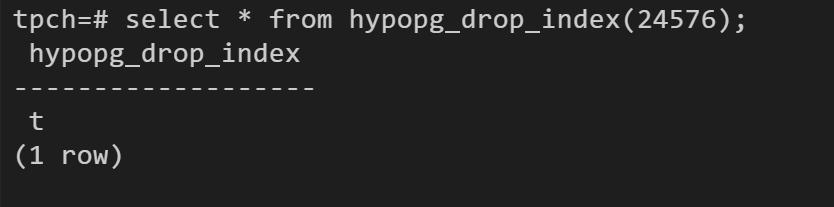 tpch=# select * from hypopg_drop_index(24576);
 hypopg_drop_index
-------------------
 t
(1 row)